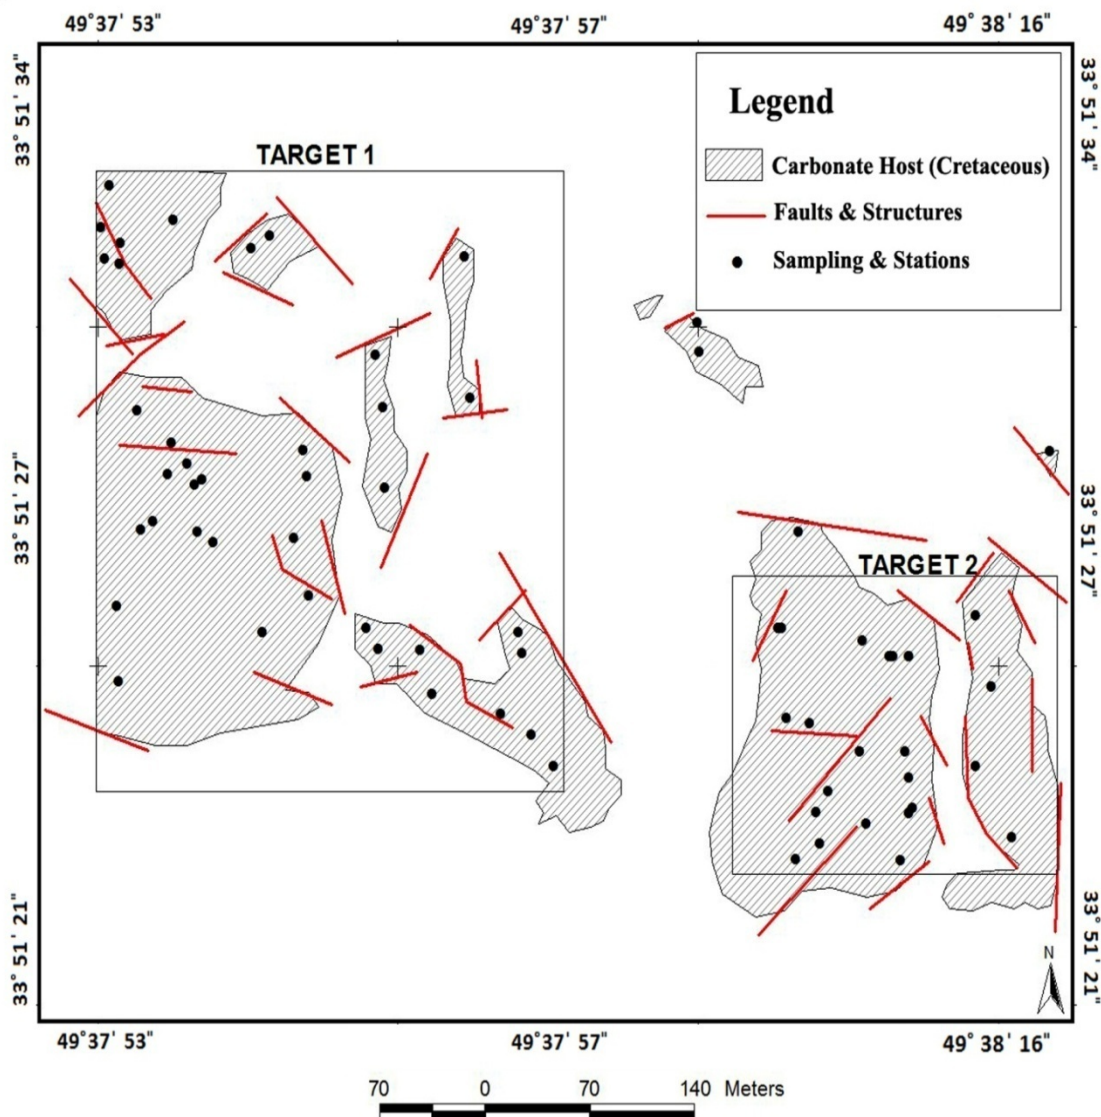 49°37' 53"
49°37' 57"
49° 38' 16"
33° 51' 34"
33° 51' 34"
Legend
Carbonate Host (Cretaceous)
Faults & Structures
Sampling & Stations
TARGET 1
33° 51' 27"
33° 51' 27"
TARGET 2
33° 51' 21"
33° 51' 21"
N
49°37' 53"
49°37' 57"
49° 38' 16"
70 0 70 140 Meters